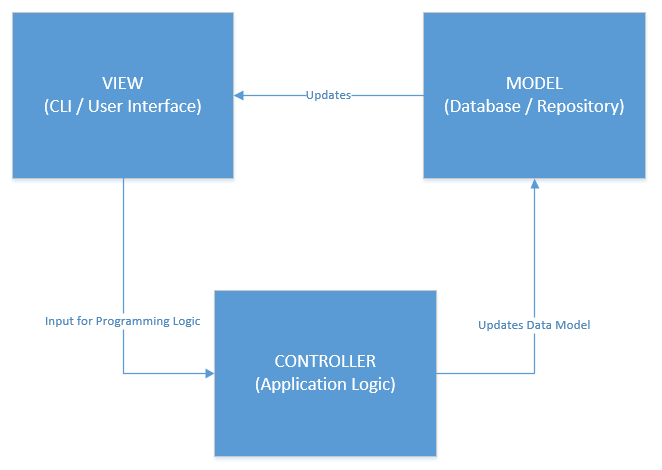 VIEW
(CLI / User Interface)
Updates
MODEL
(Database / Repository)
Input for Programming Logic
Updates Data Model
CONTROLLER
(Application Logic)